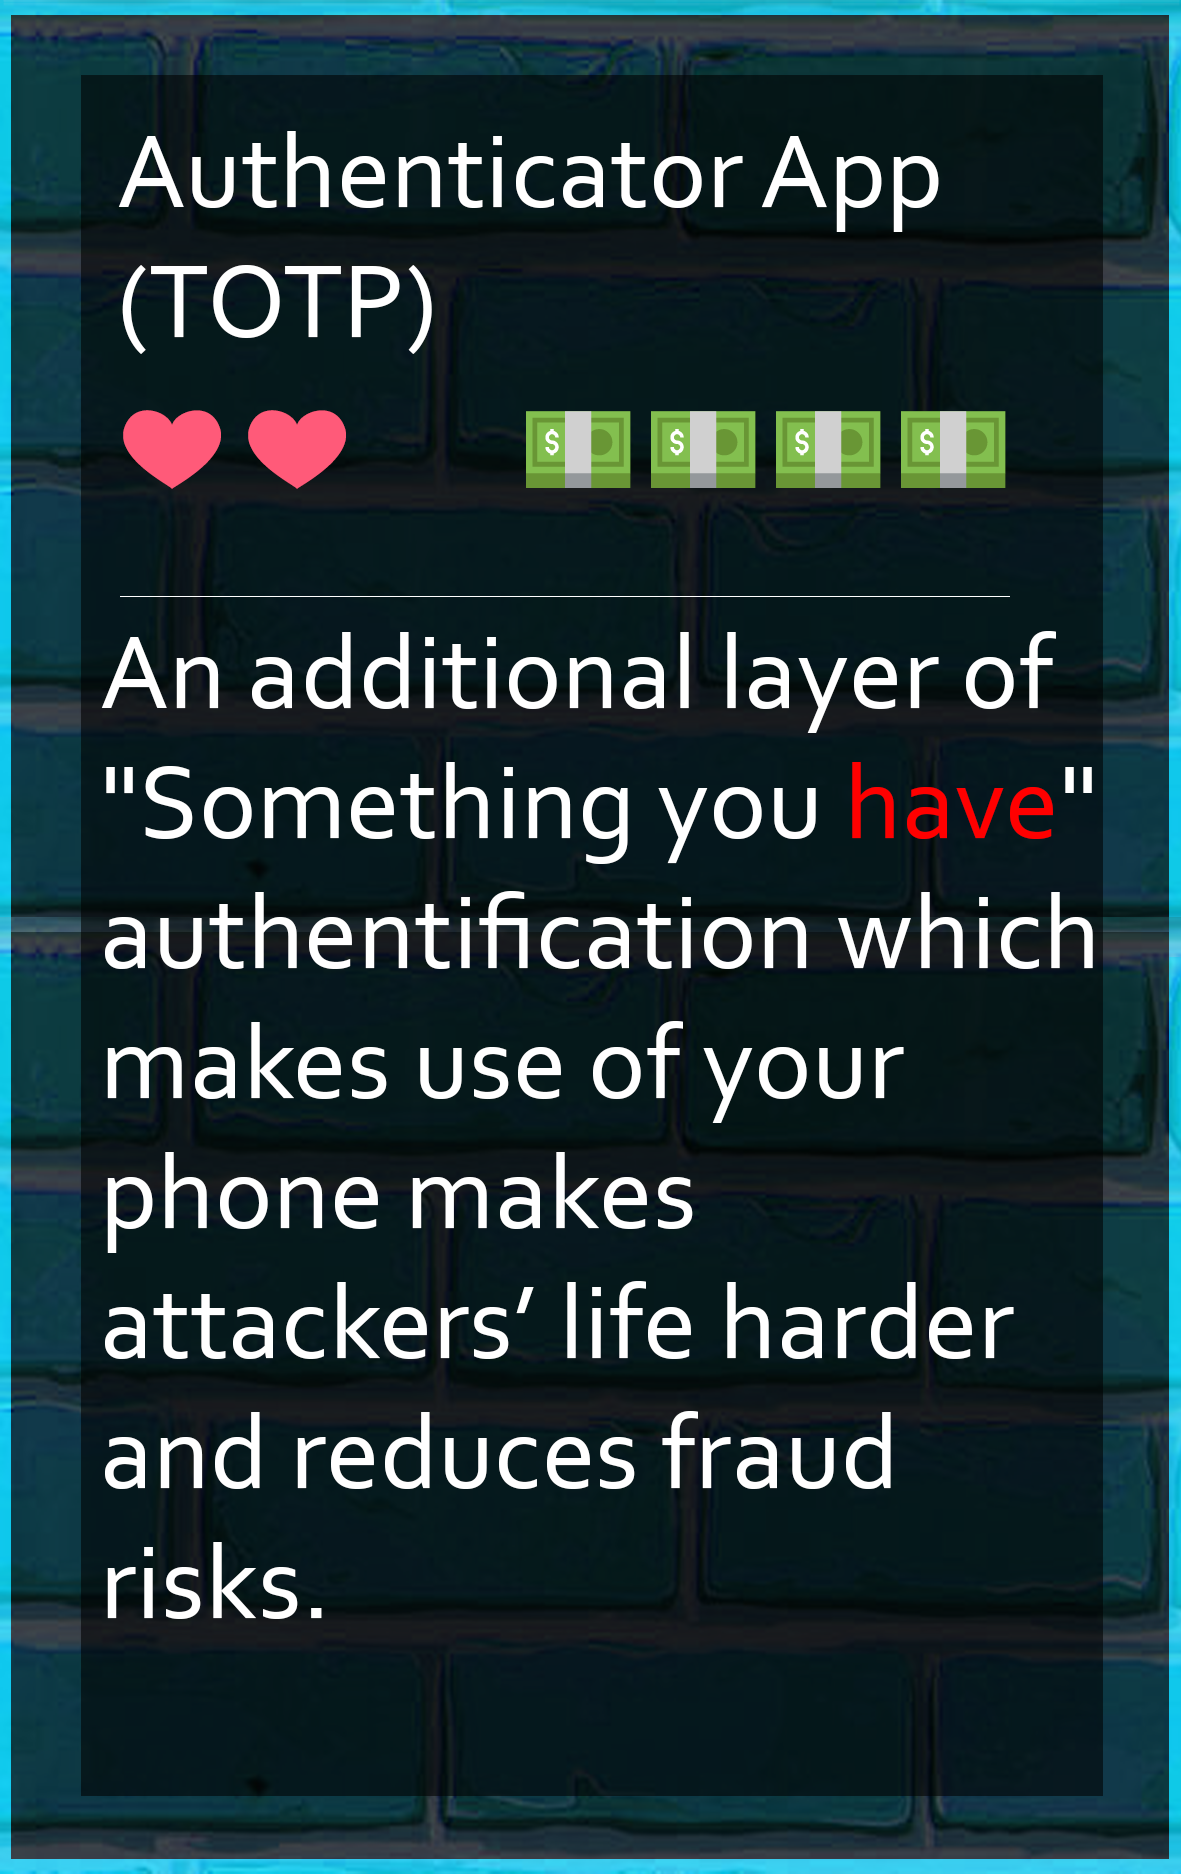 Authenticator App
(TOTP)
An additional layer of
"Something you have"
authentification which
makes use of your
phone makes
attackers’ life harder
and reduces fraud
risks.